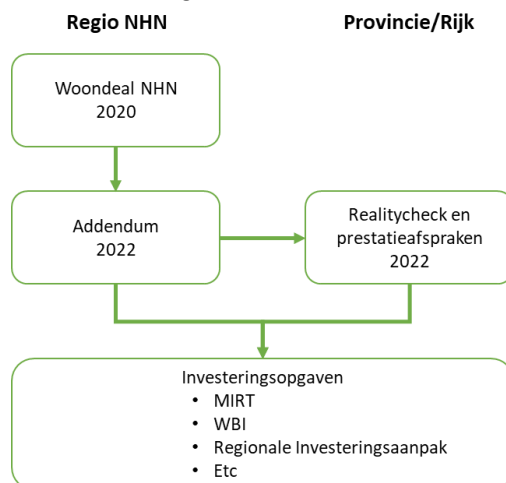 Regio NHN
Provincie/Rijk
Woondeal NHN
2020
Addendum
2022
Realitycheck en
prestatieafspraken
2022
Investeringsopgaven
• MIRT
• WBI
• Regionale Investeringsaanpak
• Etc